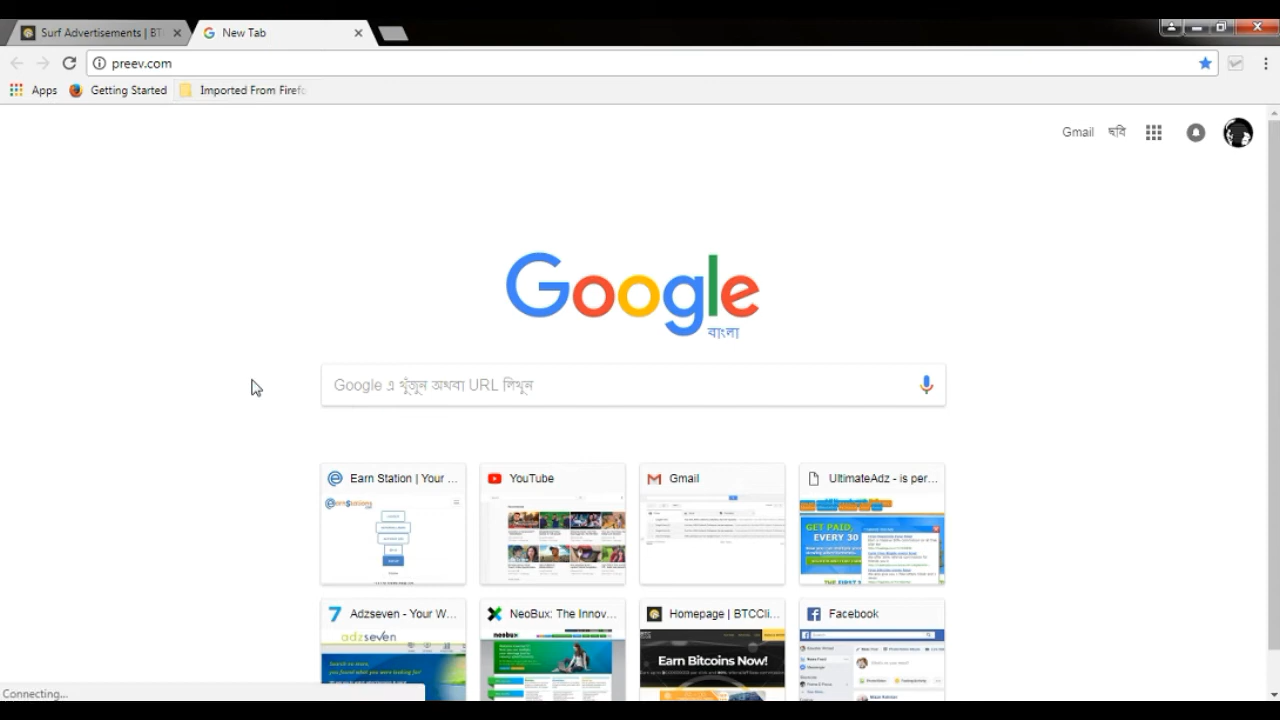 Surf Advertisements | BT
New Tab
preev.com
Apps
Getting Started
Imported From Firefo
Gmail
ছবি
Google
বাংলা
Google এ খুঁজুন অথবা URL লিখুন
Earn Station | Your ...
YouTube
Gmail
UltimateAdz - is per...
GET PAID,
EVERY 30
Adzseven - Your W...
NeoBux: The Innov...
Homepage | BTCCli...
Facebook
adzseven
neobux
Earn Bitcoins Now!
Connecting...